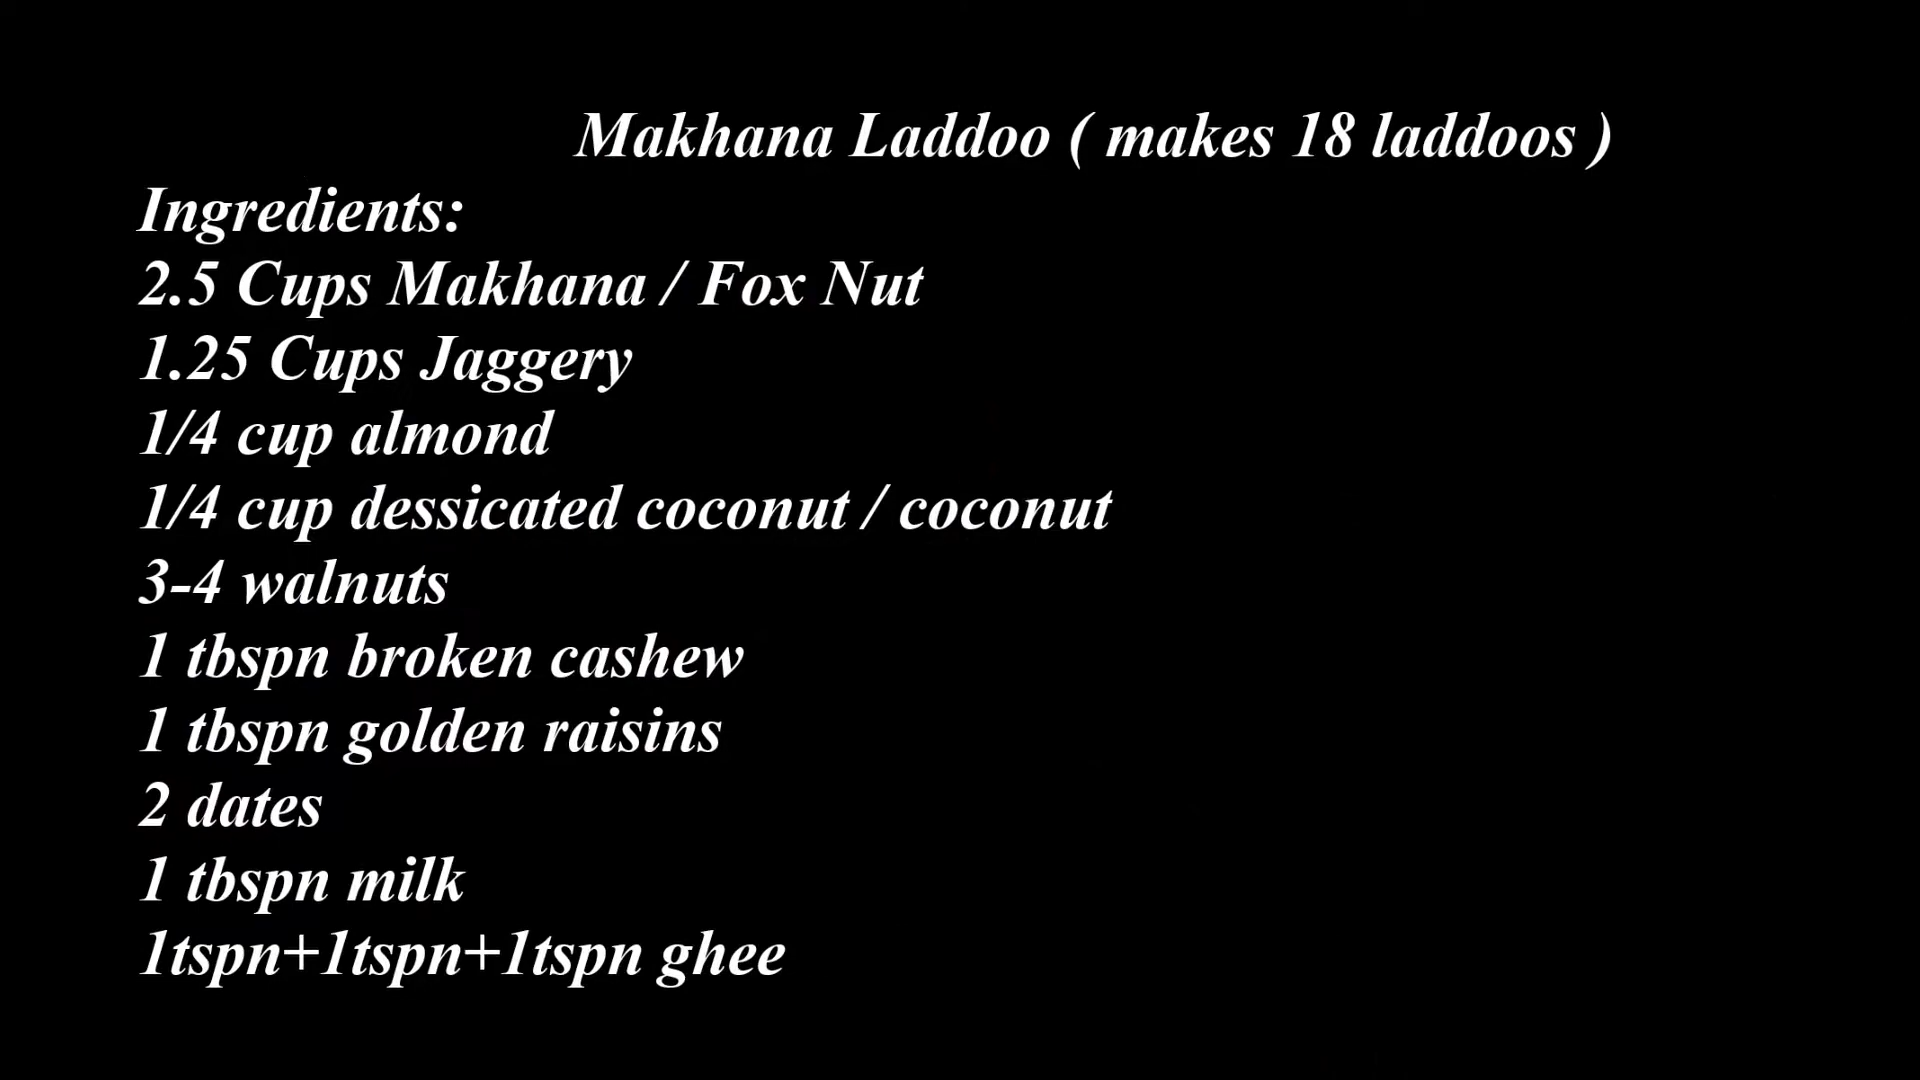 Makhana Laddoo ( makes 18 laddoos )
Ingredients:
2.5 Cups Makhana / Fox Nut
1.25 Cups Jaggery
1/4 cup almond
1/4 cup dessicated coconut / coconut
3-4 walnuts
1 tbspn broken cashew
1 tbspn golden raisins
2 dates
1 tbspn milk
1tspn+1tspn+1tspn ghee